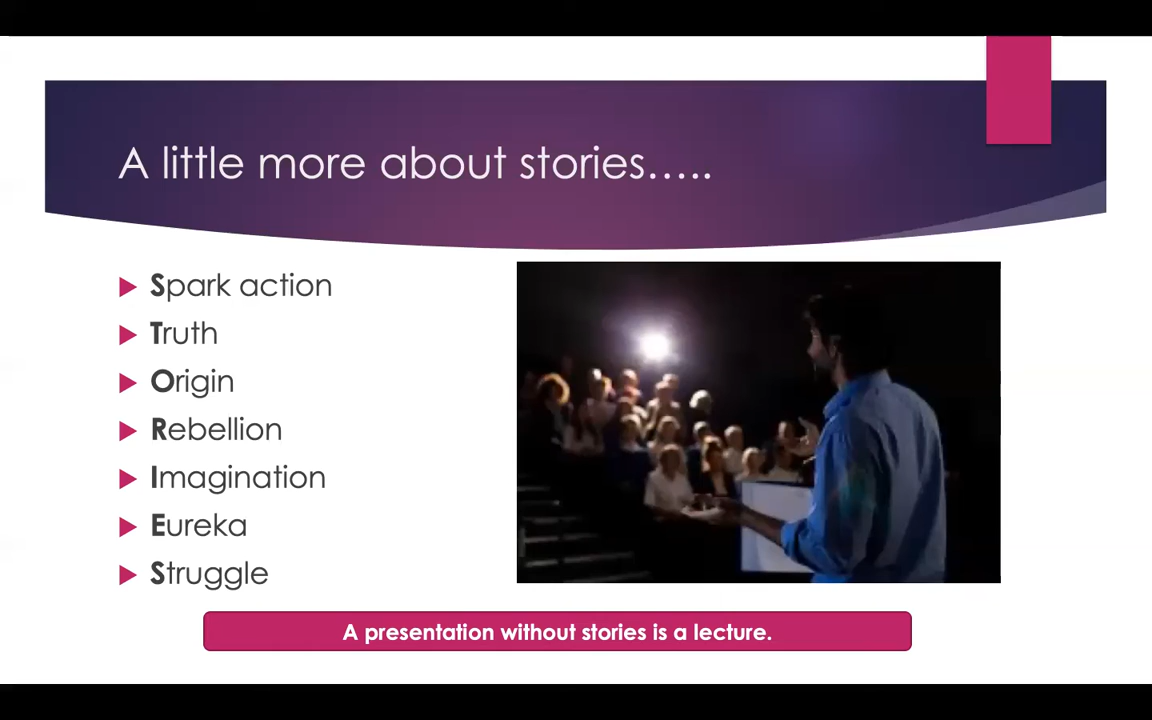 A little more about stories.....
Spark action
Truth
Origin
Rebellion
Imagination
Eureka
Struggle
A presentation without stories is a lecture.